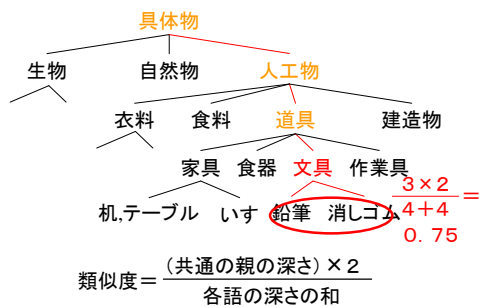 具体物
生物 自然物 人工物
衣料 食料 道具 建造物
家具 食器 文具 作業具
机,テーブル いす 鉛筆 消しゴム
3×2
4+4
=
0.75
類似度=
(共通の親の深さ)×2
各語の深さの和